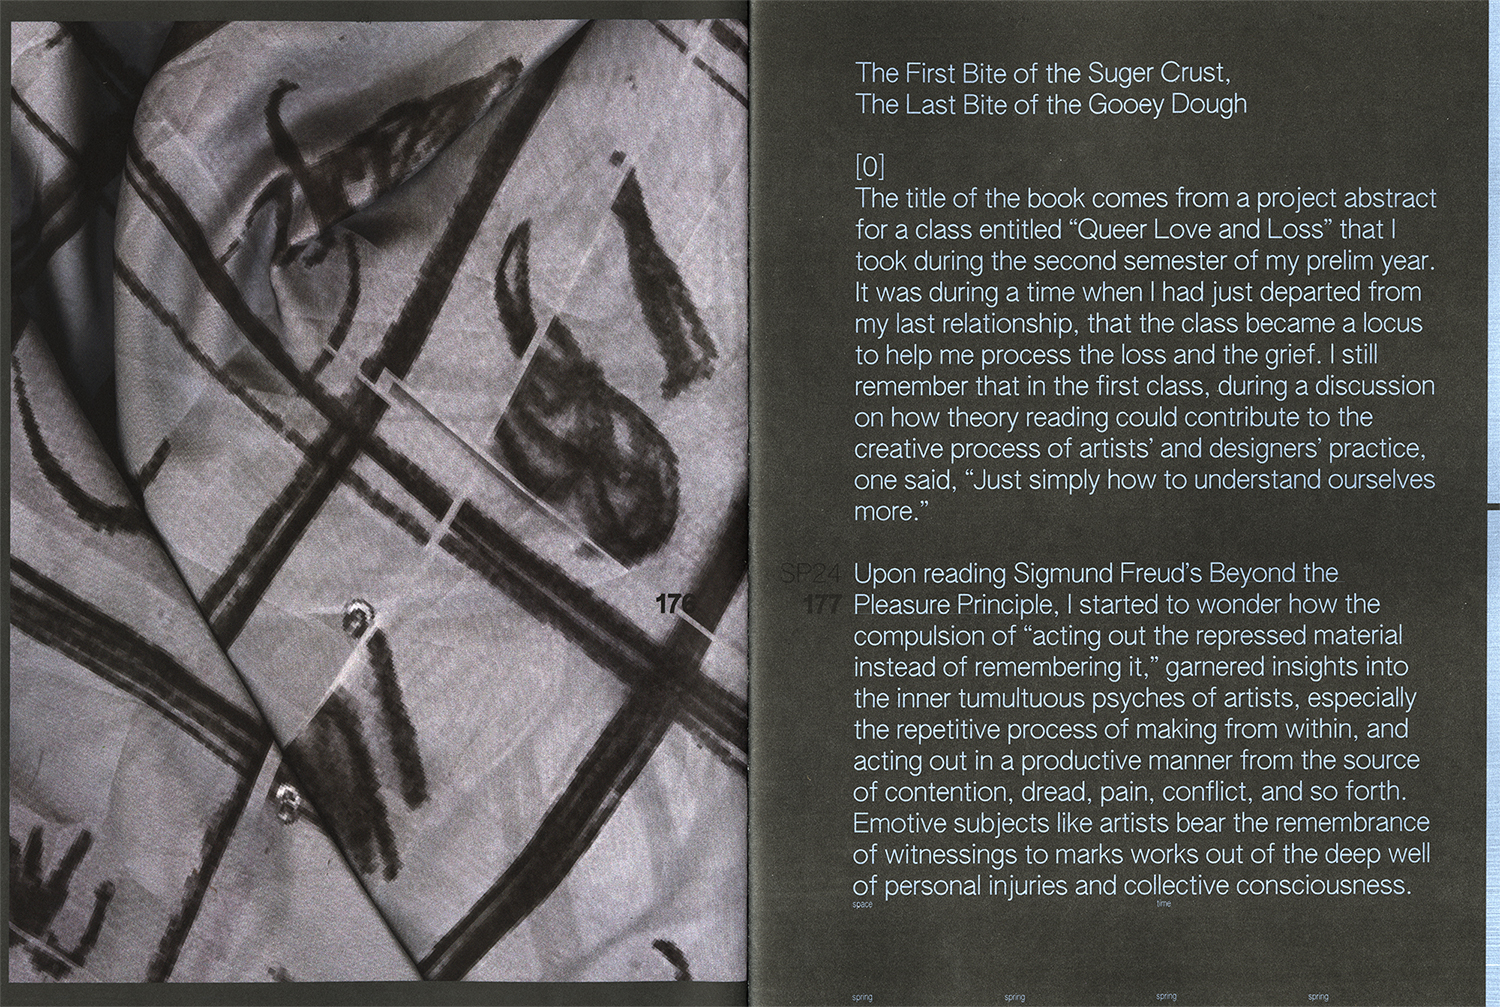 The First Bite of the Suger Crust,
The Last Bite of the Gooey Dough
[0]
The title of the book comes from a project abstract
for a class entitled “Queer Love and Loss” that I
took during the second semester of my prelim year.
It was during a time when I had just departed from
my last relationship, that the class became a locus
to help me process the loss and the grief. I still
remember that in the first class, during a discussion
on how theory reading could contribute to the
creative process of artists’ and designers’ practice,
one said, “Just simply how to understand ourselves
more.”
Upon reading Sigmund Freud’s Beyond the
Pleasure Principle, I started to wonder how the
compulsion of “acting out the repressed material
instead of remembering it,” garnered insights into
the inner tumultuous psyches of artists, especially
the repetitive process of making from within, and
acting out in a productive manner from the source
of contention, dread, pain, conflict, and so forth.
Emotive subjects like artists bear the remembrance
of witnessings to marks works out of the deep well
of personal injuries and collective consciousness.
SP24
176
177
space time
spring spring spring spring